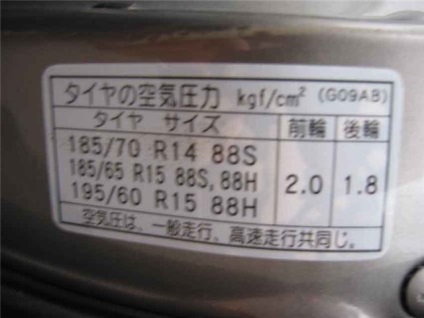 タイヤの空気圧力 kgf/cm² (G09AB)
タイヤ サイズ 前輪 後輪
185/70 R14 88S
185/65 R15 88S, 88H 2.0 1.8
195/60 R15 88H
空気圧は、一般走行、高速走行共同じ。